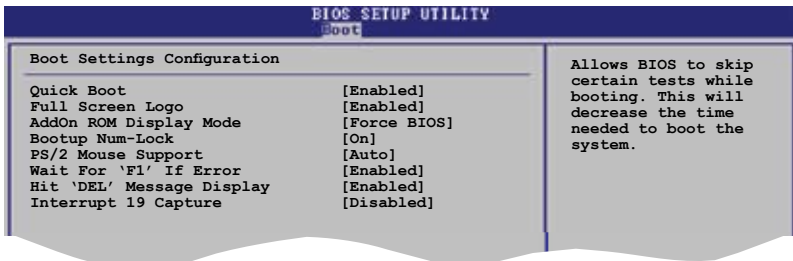 BIOS SETUP UTILITY
Boot
Boot Settings Configuration
Quick Boot [Enabled]
Full Screen Logo [Enabled]
AddOn ROM Display Mode [Force BIOS]
Bootup Num-Lock [On]
PS/2 Mouse Support [Auto]
Wait For ‘F1’ If Error [Enabled]
Hit ‘DEL’ Message Display [Enabled]
Interrupt 19 Capture [Disabled]
Allows BIOS to skip
certain tests while
booting. This will
decrease the time
needed to boot the
system.